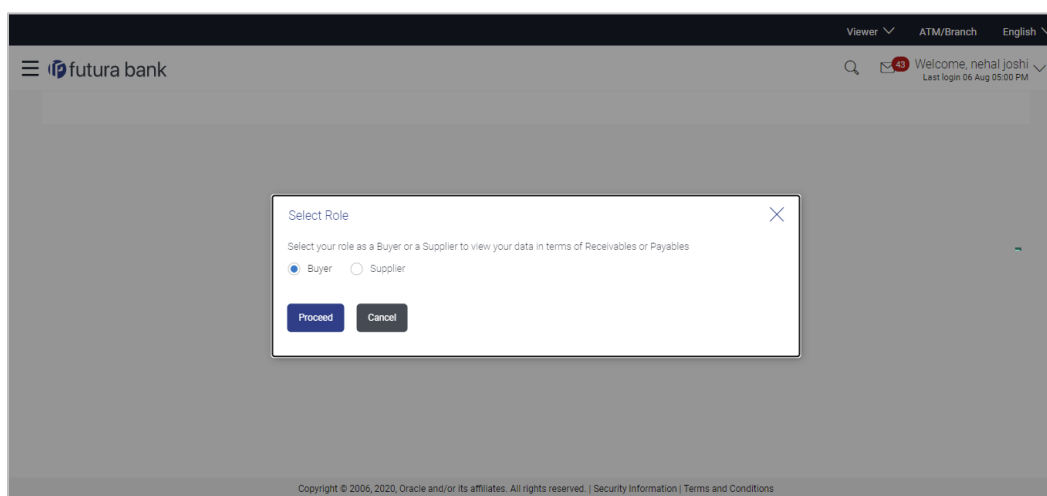 Viewer ATM/Branch English
futura bank
43
Welcome, nehal joshi
Last login 06 Aug 05:00 PM
Select Role
Select your role as a Buyer or a Supplier to view your data in terms of Receivables or Payables
Buyer Supplier
Proceed Cancel
Copyright © 2006, 2020, Oracle and/or its affiliates. All rights reserved. | Security Information | Terms and Conditions